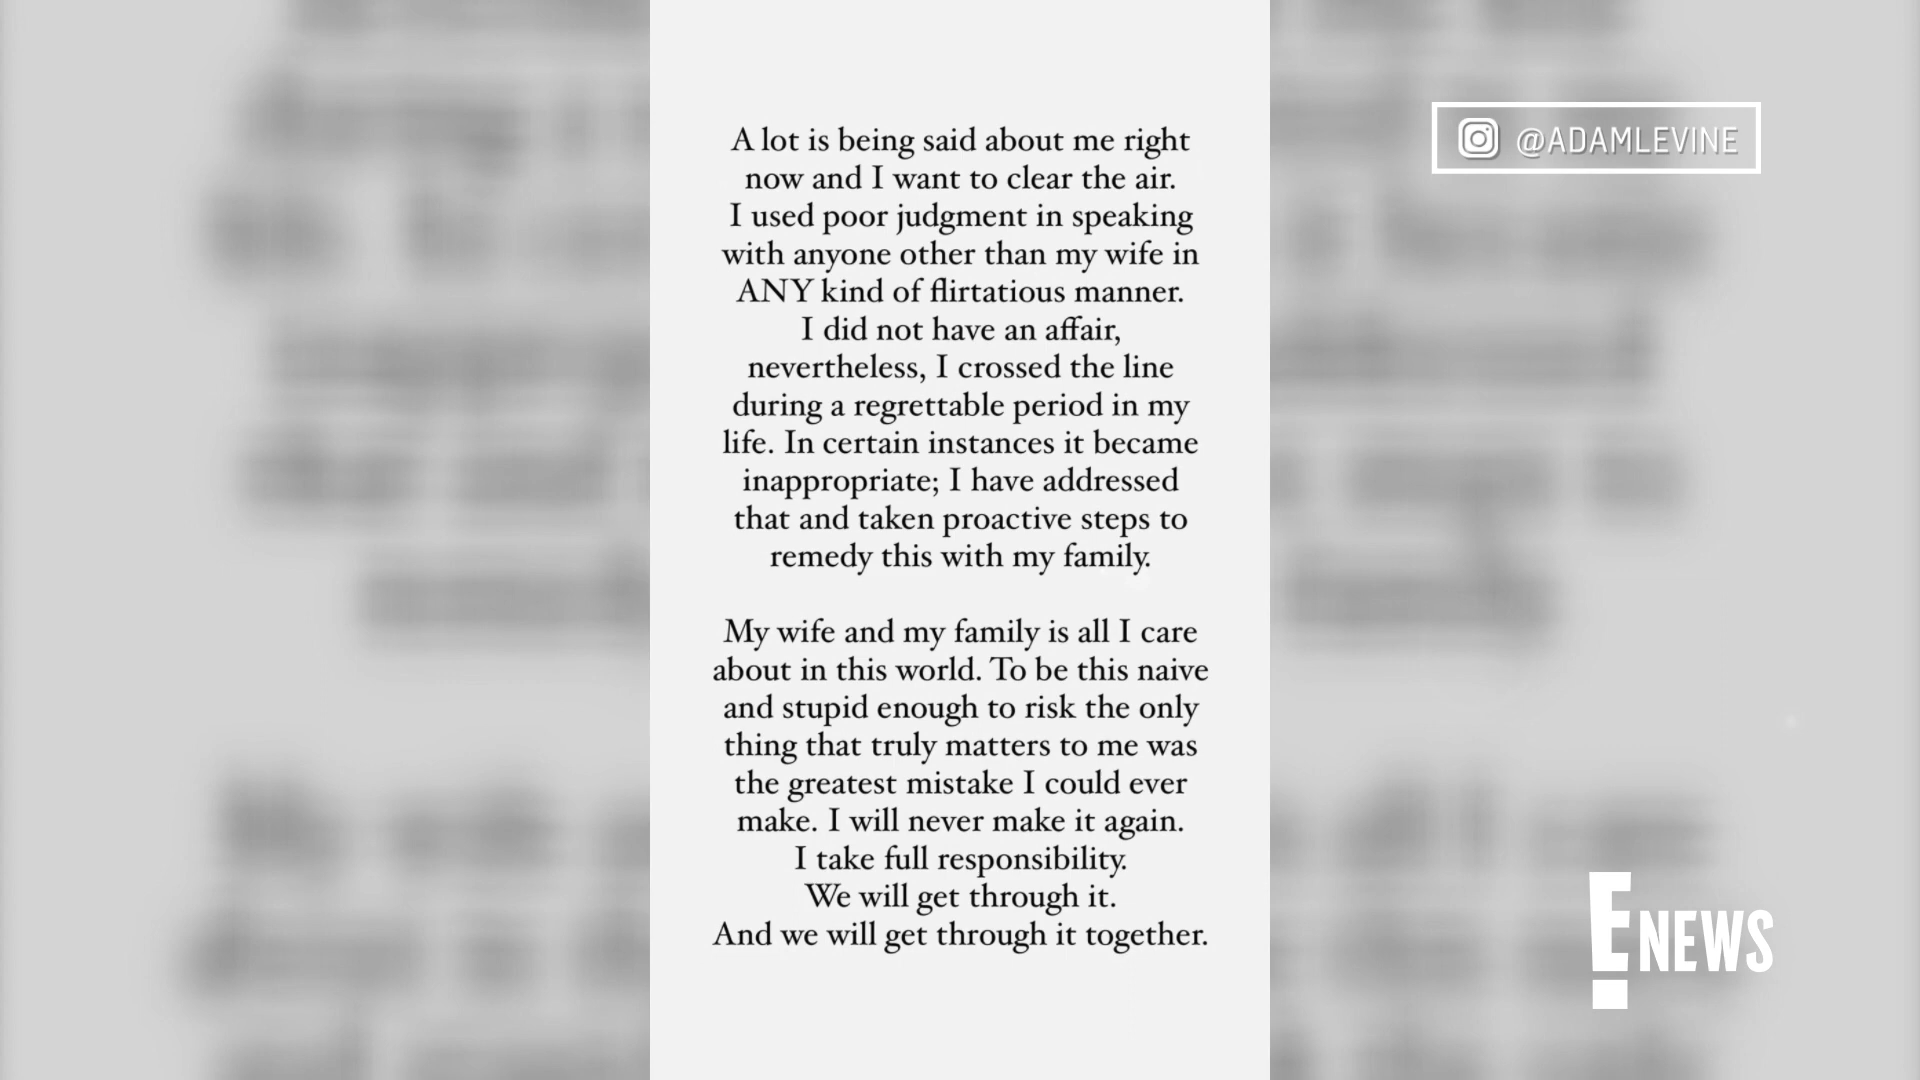 A lot is being said about me right
now and I want to clear the air.
I used poor judgment in speaking
with anyone other than my wife in
ANY kind of flirtatious manner.
I did not have an affair,
nevertheless, I crossed the line
during a regrettable period in my
life. In certain instances it became
inappropriate; I have addressed
that and taken proactive steps to
remedy this with my family.
My wife and my family is all I care
about in this world. To be this naive
and stupid enough to risk the only
thing that truly matters to me was
the greatest mistake I could ever
make. I will never make it again.
I take full responsibility.
We will get through it.
And we will get through it together.
@ADAMLEVINE
E! NEWS